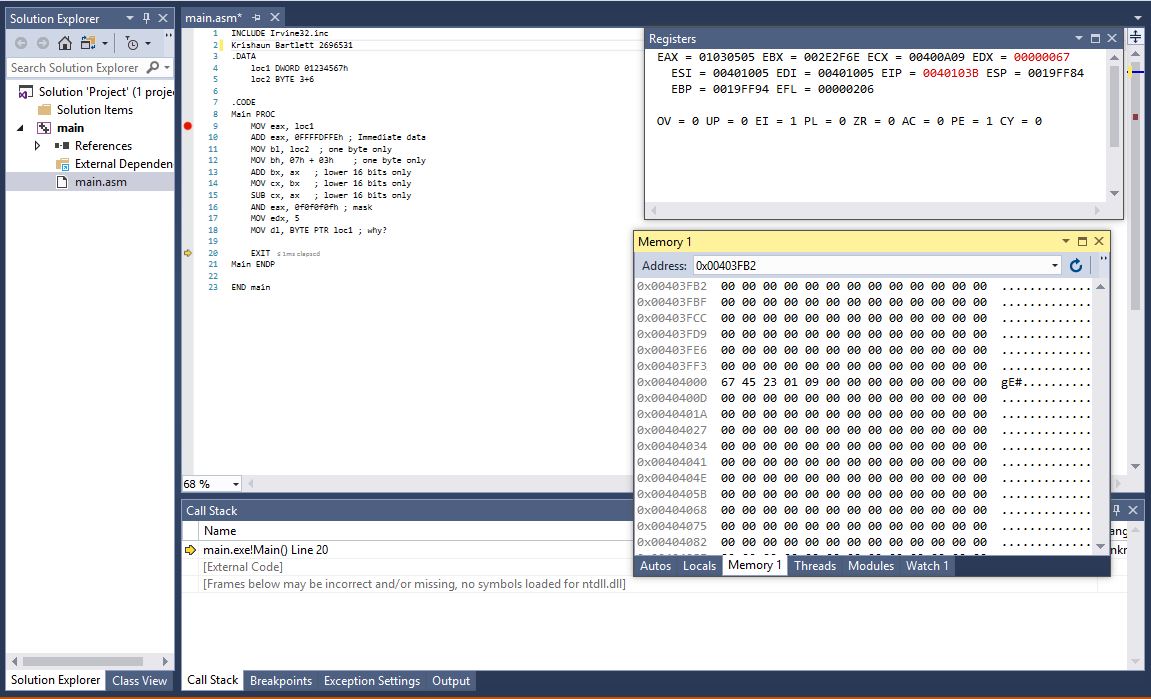 Solution Explorer
Search Solution Explorer
Solution 'Project' (1 proje
Solution Items
main
References
External Dependen
main.asm
Solution Explorer
Class View
main.asm*
1 INCLUDE Irvine32.inc
2 Krishaun Bartlett 2696531
3 .DATA
4 loc1 DWORD 01234567h
5 loc2 BYTE 3+6
6
7 .CODE
8 Main PROC
9 MOV eax, loc1
10 ADD eax, 0FFFFDFFEh ; Immediate data
11 MOV bl, loc2 ; one byte only
12 MOV bh, 07h + 03h ; one byte only
13 ADD bx, ax ; lower 16 bits only
14 MOV cx, bx ; lower 16 bits only
15 SUB cx, ax ; lower 16 bits only
16 AND eax, 0f0f0f0fh ; mask
17 MOV edx, 5
18 MOV dl, BYTE PTR loc1 ; why?
19
20 EXIT ≤ 1ms elapsed
21 Main ENDP
22
23 END main
68 %
Registers
EAX = 01030505 EBX = 002E2F6E ECX = 00400A09 EDX = 00000067
ESI = 00401005 EDI = 00401005 EIP = 0040103B ESP = 0019FF84
EBP = 0019FF94 EFL = 00000206
OV = 0 UP = 0 EI = 1 PL = 0 ZR = 0 AC = 0 PE = 1 CY = 0
Memory 1
Address: 0x00403FB2
0x00403FB2 00 00 00 00 00 00 00 00 00 00 00 00 00 .............
0x00403FBF 00 00 00 00 00 00 00 00 00 00 00 00 00 .............
0x00403FCC 00 00 00 00 00 00 00 00 00 00 00 00 00 .............
0x00403FD9 00 00 00 00 00 00 00 00 00 00 00 00 00 .............
0x00403FE6 00 00 00 00 00 00 00 00 00 00 00 00 00 .............
0x00403FF3 00 00 00 00 00 00 00 00 00 00 00 00 00 .............
0x00404000 67 45 23 01 09 00 00 00 00 00 00 00 00 gE#..........
0x0040400D 00 00 00 00 00 00 00 00 00 00 00 00 00 .............
0x0040401A 00 00 00 00 00 00 00 00 00 00 00 00 00 .............
0x00404027 00 00 00 00 00 00 00 00 00 00 00 00 00 .............
0x00404034 00 00 00 00 00 00 00 00 00 00 00 00 00 .............
0x00404041 00 00 00 00 00 00 00 00 00 00 00 00 00 .............
0x0040404E 00 00 00 00 00 00 00 00 00 00 00 00 00 .............
0x0040405B 00 00 00 00 00 00 00 00 00 00 00 00 00 .............
0x00404068 00 00 00 00 00 00 00 00 00 00 00 00 00 .............
0x00404075 00 00 00 00 00 00 00 00 00 00 00 00 00 .............
0x00404082 00 00 00 00 00 00 00 00 00 00 00 00 00 .............
Autos Locals Memory 1 Threads Modules Watch 1
Call Stack
Name
ang
main.exe!Main() Line 20
nkr
[External Code]
[Frames below may be incorrect and/or missing, no symbols loaded for ntdll.dll]
Call Stack Breakpoints Exception Settings Output